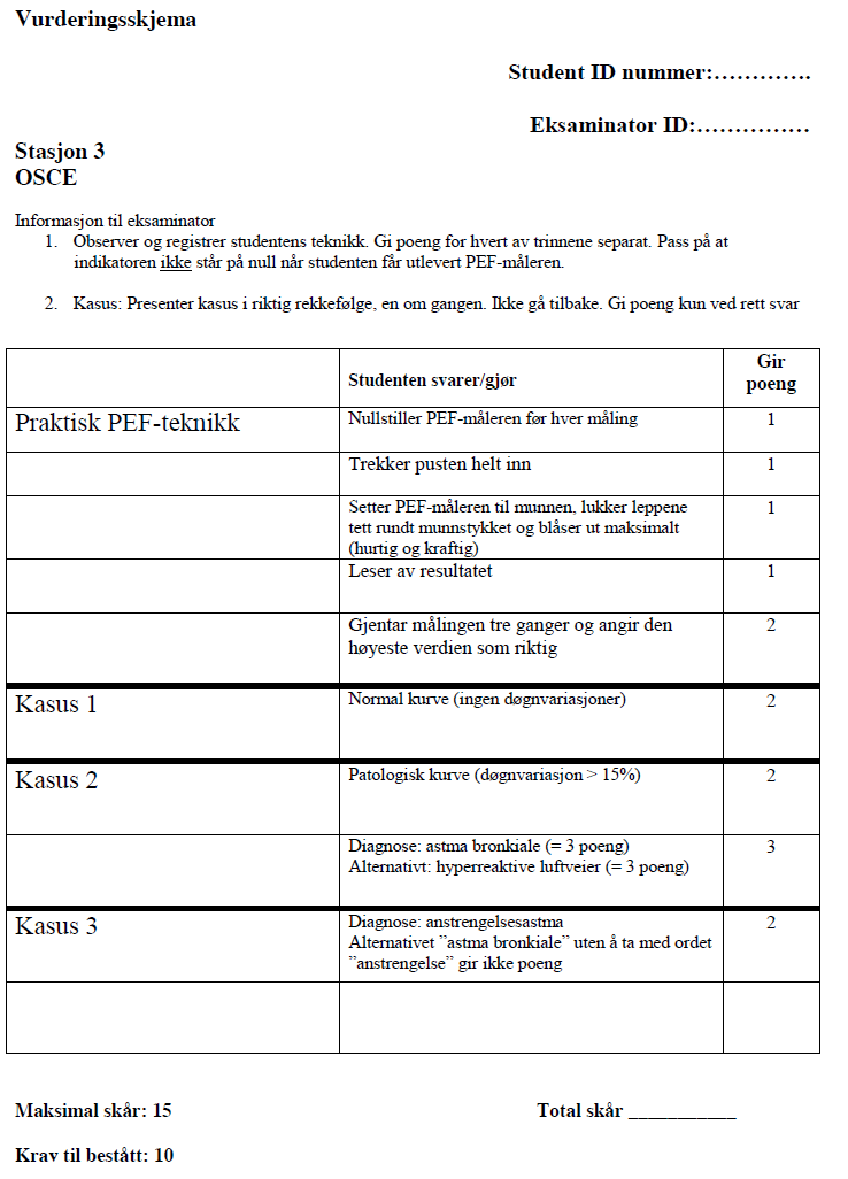 Vurderingsskjema
Student ID nummer:………….
Eksaminator ID:……………
Stasjon 3
OSCE
Informasjon til eksaminator
1. Observer og registrer studentens teknikk. Gi poeng for hvert av trinnene separat. Pass på at
indikatoren ikke står på null når studenten får utlevert PEF-måleren.
2. Kasus: Presenter kasus i riktig rekkefølge, en om gangen. Ikke gå tilbake. Gi poeng kun ved rett svar
Studenten svarer/gjør
Gir
poeng
Praktisk PEF-teknikk
Nullstiller PEF-måleren før hver måling
1
Trekker pusten helt inn
1
Setter PEF-måleren til munnen, lukker leppene
tett rundt munnstykket og blåser ut maksimalt
(hurtig og kraftig)
1
Leser av resultatet
1
Gjentar målingen tre ganger og angir den
høyeste verdien som riktig
2
Kasus 1
Normal kurve (ingen døgnvariasjoner)
2
Kasus 2
Patologisk kurve (døgnvariasjon > 15%)
2
Diagnose: astma bronkiale (= 3 poeng)
Alternativt: hyperreaktive luftveier (= 3 poeng)
3
Kasus 3
Diagnose: anstrengelsesastma
Alternativet ”astma bronkiale” uten å ta med ordet
”anstrengelse” gir ikke poeng
2
Maksimal skår: 15
Total skår ___________
Krav til bestått: 10